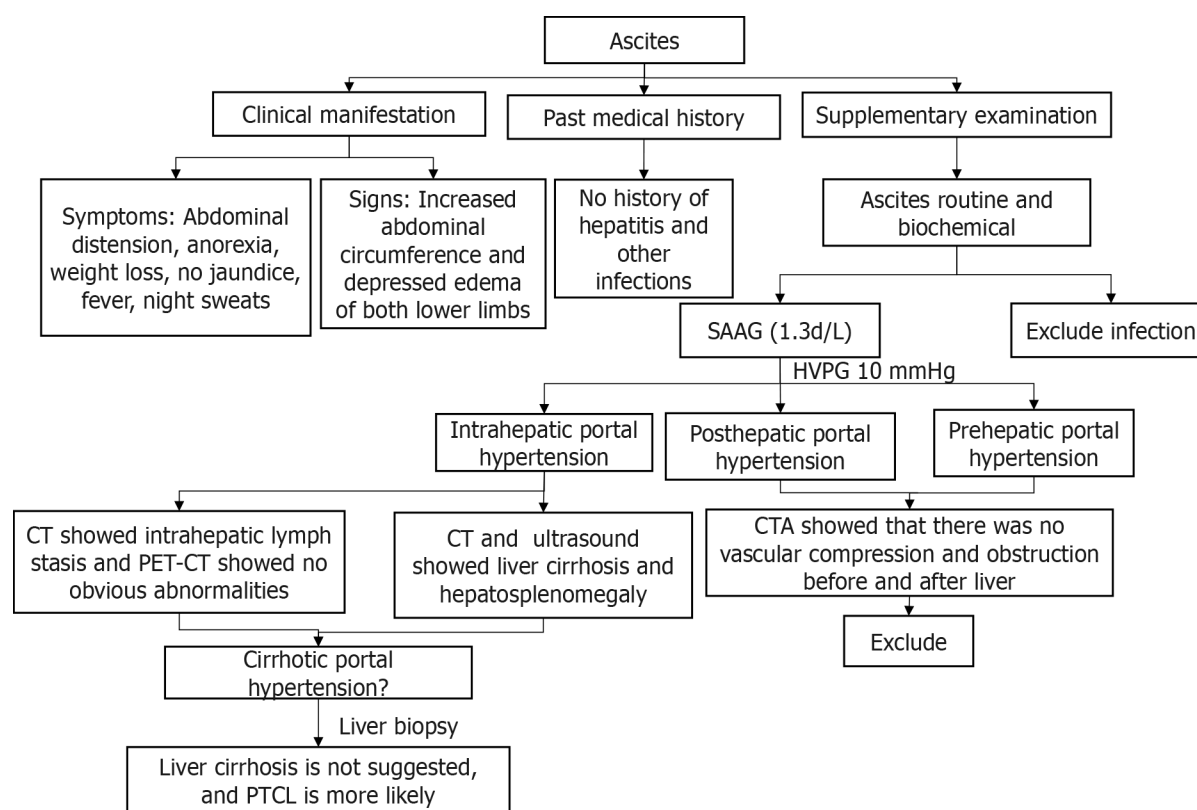 Ascites
Clinical manifestation
Past medical history
Supplementary examination
Symptoms: Abdominal
distension, anorexia,
weight loss, no jaundice,
fever, night sweats
Signs: Increased
abdominal
circumference and
depressed edema
of both lower limbs
No history of
hepatitis and
other
infections
Ascites routine and
biochemical
SAAG (1.3d/L)
Exclude infection
HVPG 10 mmHg
Intrahepatic portal
hypertension
Posthepatic portal
hypertension
Prehepatic portal
hypertension
CT showed intrahepatic lymph
stasis and PET-CT showed no
obvious abnormalities
CT and ultrasound
showed liver cirrhosis and
hepatosplenomegaly
CTA showed that there was no
vascular compression and obstruction
before and after liver
Exclude
Cirrhotic portal
hypertension?
Liver biopsy
Liver cirrhosis is not suggested,
and PTCL is more likely